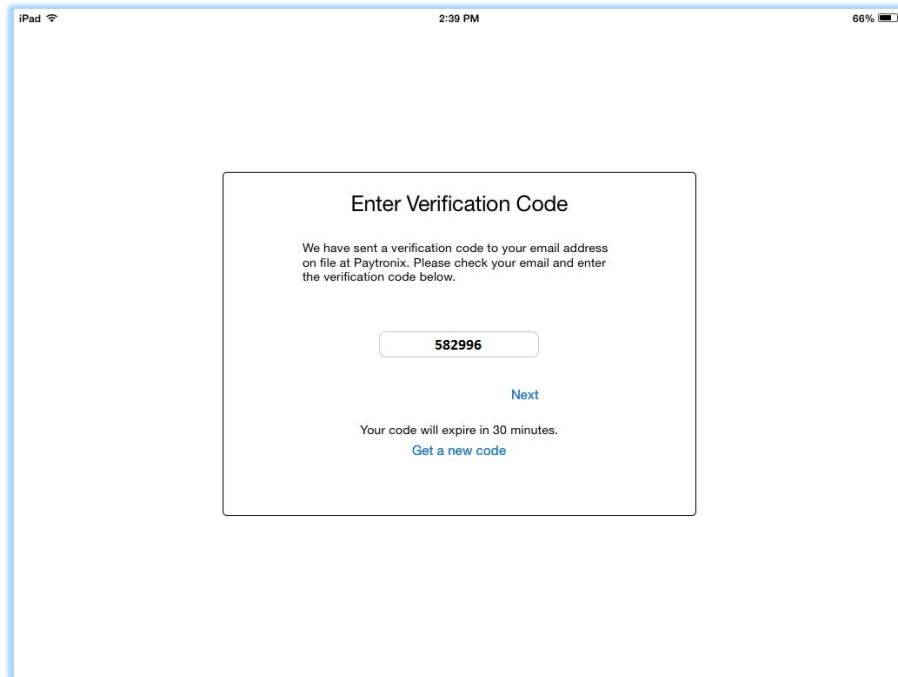 iPad 2:39 PM 66%
Enter Verification Code
We have sent a verification code to your email address
on file at Paytronix. Please check your email and enter
the verification code below.
582996
Next
Your code will expire in 30 minutes.
Get a new code